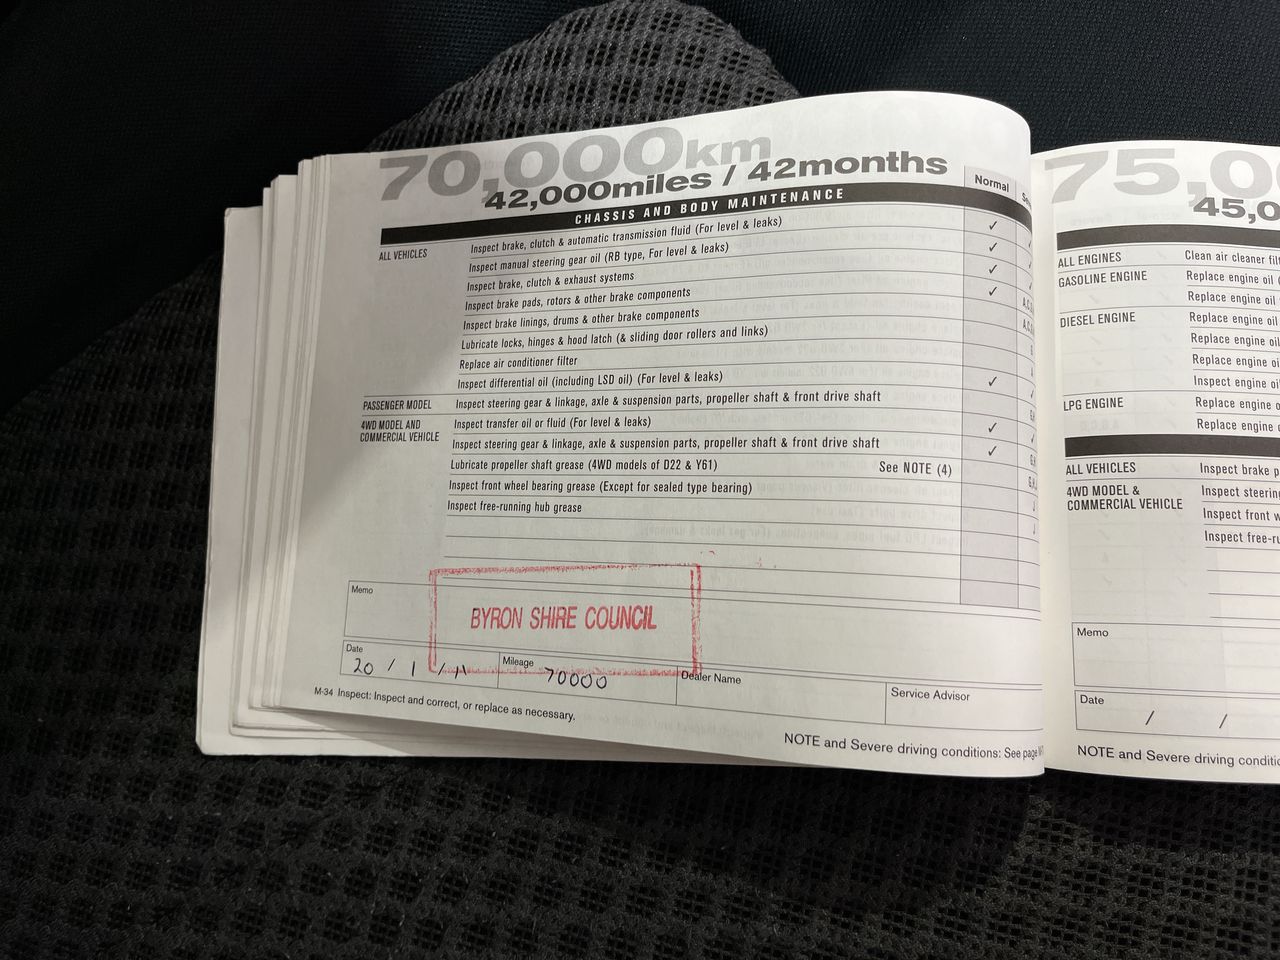 70,000km
42,000miles / 42months
Normal
CHASSIS AND BODY MAINTENANCE
ALL VEHICLES
Inspect brake, clutch & automatic transmission fluid (For level & leaks) ✓
Inspect manual steering gear oil (RB type, For level & leaks) ✓
Inspect brake, clutch & exhaust systems ✓
Inspect brake pads, rotors & other brake components ✓
Inspect brake linings, drums & other brake components
Lubricate locks, hinges & hood latch (& sliding door rollers and links)
Replace air conditioner filter
Inspect differential oil (including LSD oil) (For level & leaks) ✓
PASSENGER MODEL
Inspect steering gear & linkage, axle & suspension parts, propeller shaft & front drive shaft
4WD MODEL AND
COMMERCIAL VEHICLE
Inspect transfer oil or fluid (For level & leaks) ✓
Inspect steering gear & linkage, axle & suspension parts, propeller shaft & front drive shaft ✓
Lubricate propeller shaft grease (4WD models of D22 & Y61) See NOTE (4)
Inspect front wheel bearing grease (Except for sealed type bearing)
Inspect free-running hub grease
Memo
BYRON SHIRE COUNCIL
Date
20 / 1 / 11
Mileage
70000
Dealer Name
Service Advisor
M-34 Inspect: Inspect and correct, or replace as necessary.
NOTE and Severe driving conditions: See page
75,0
45,0
ALL ENGINES
Clean air cleaner filt
GASOLINE ENGINE
Replace engine oil (
Replace engine oil
DIESEL ENGINE
Replace engine oil
Replace engine oil
Replace engine oi
Inspect engine oi
LPG ENGINE
Replace engine o
Replace engine
ALL VEHICLES
Inspect brake p
4WD MODEL &
COMMERCIAL VEHICLE
Inspect steerin
Inspect front w
Inspect free-ru
Memo
Date
/ /
NOTE and Severe driving conditio